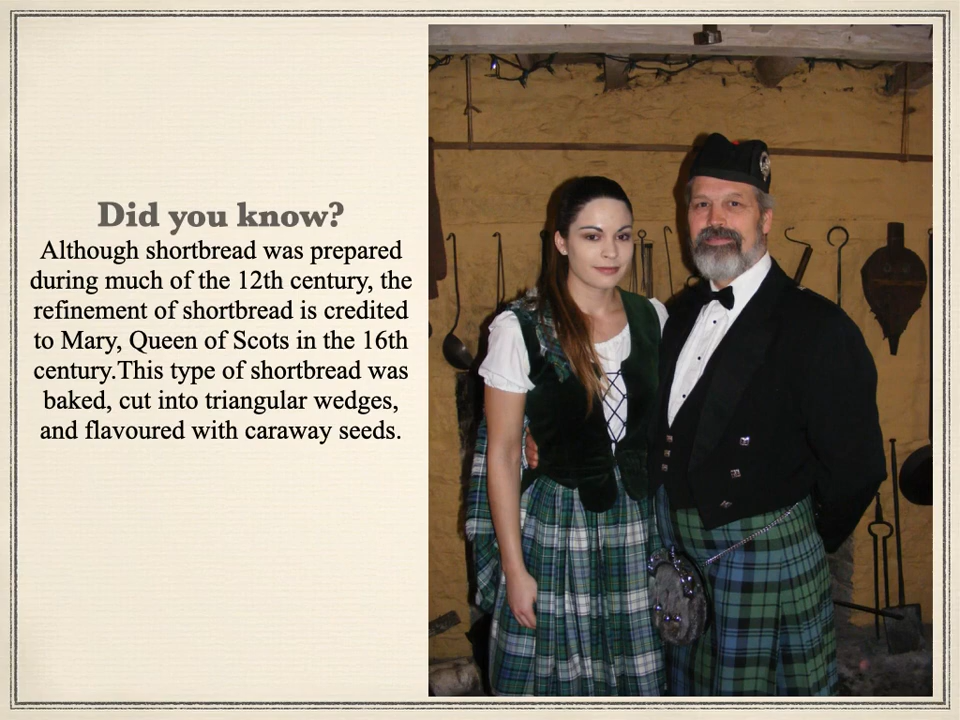 Did you know?
Although shortbread was prepared
during much of the 12th century, the
refinement of shortbread is credited
to Mary, Queen of Scots in the 16th
century.This type of shortbread was
baked, cut into triangular wedges,
and flavoured with caraway seeds.